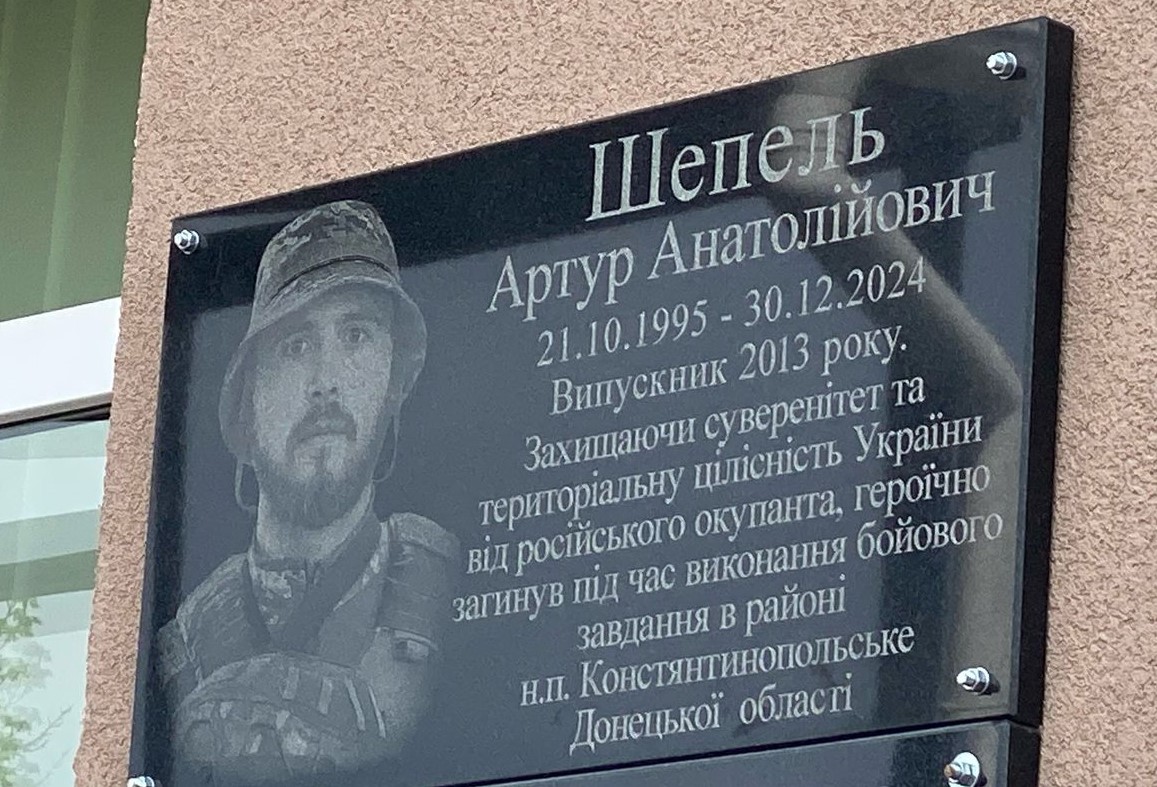 Шепель
Артур Анатолійович
21.10.1995 - 30.12.2024
Випускник 2013 року.
Захищаючи суверенітет та
територіальну цілісність України
від російського окупанта, героїчно
загинув під час виконання бойового
завдання в районі
н.п. Констянтинопольське
Донецької області